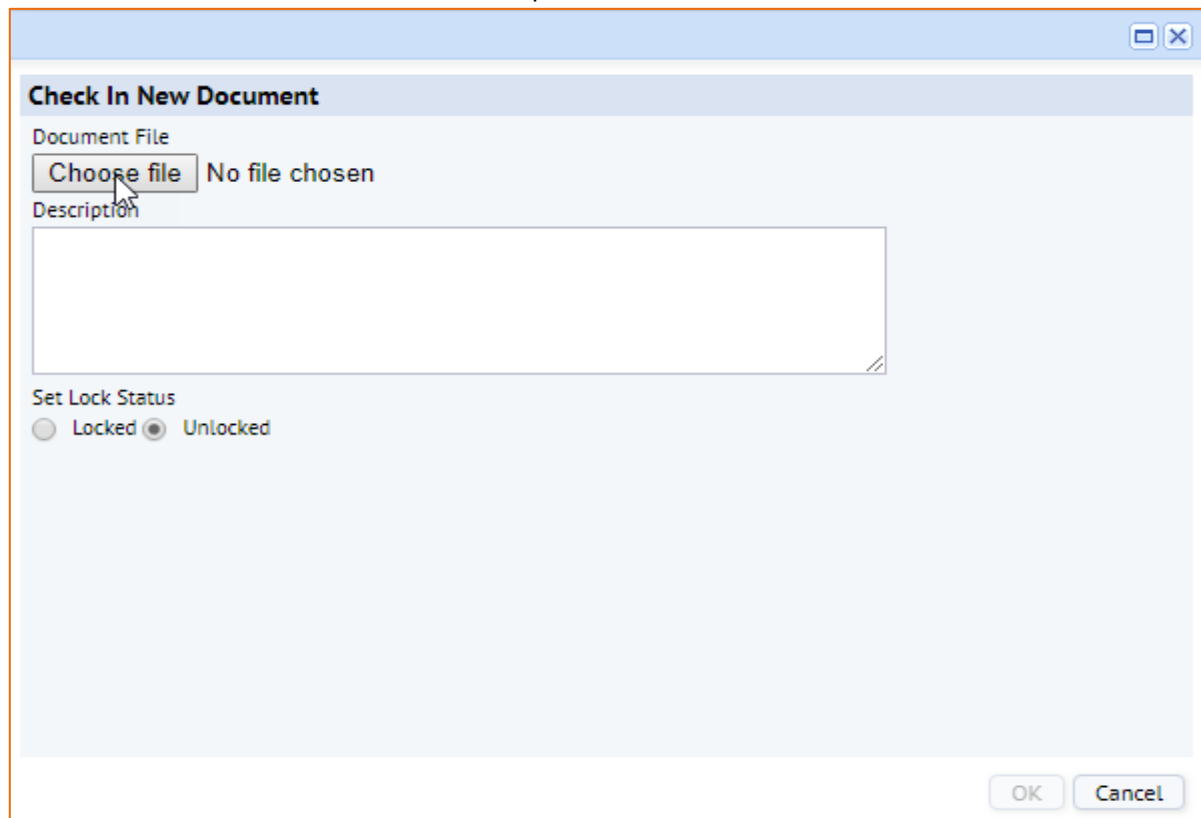 Check In New Document
Document File
Choose file No file chosen
Description
Set Lock Status
Locked Unlocked
OK Cancel